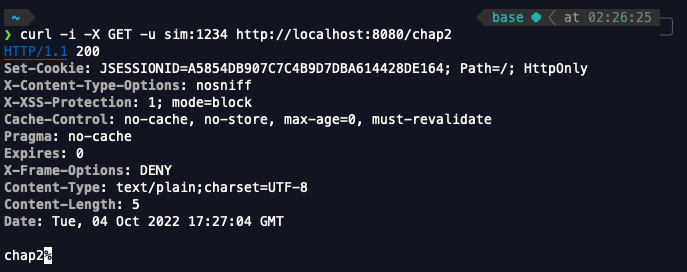 ~ base at 02:26:25
❯ curl -i -X GET -u sim:1234 http://localhost:8080/chap2
HTTP/1.1 200
Set-Cookie: JSESSIONID=A5854DB907C7C4B9D7DBA614428DE164; Path=/; HttpOnly
X-Content-Type-Options: nosniff
X-XSS-Protection: 1; mode=block
Cache-Control: no-cache, no-store, max-age=0, must-revalidate
Pragma: no-cache
Expires: 0
X-Frame-Options: DENY
Content-Type: text/plain;charset=UTF-8
Content-Length: 5
Date: Tue, 04 Oct 2022 17:27:04 GMT
chap2%